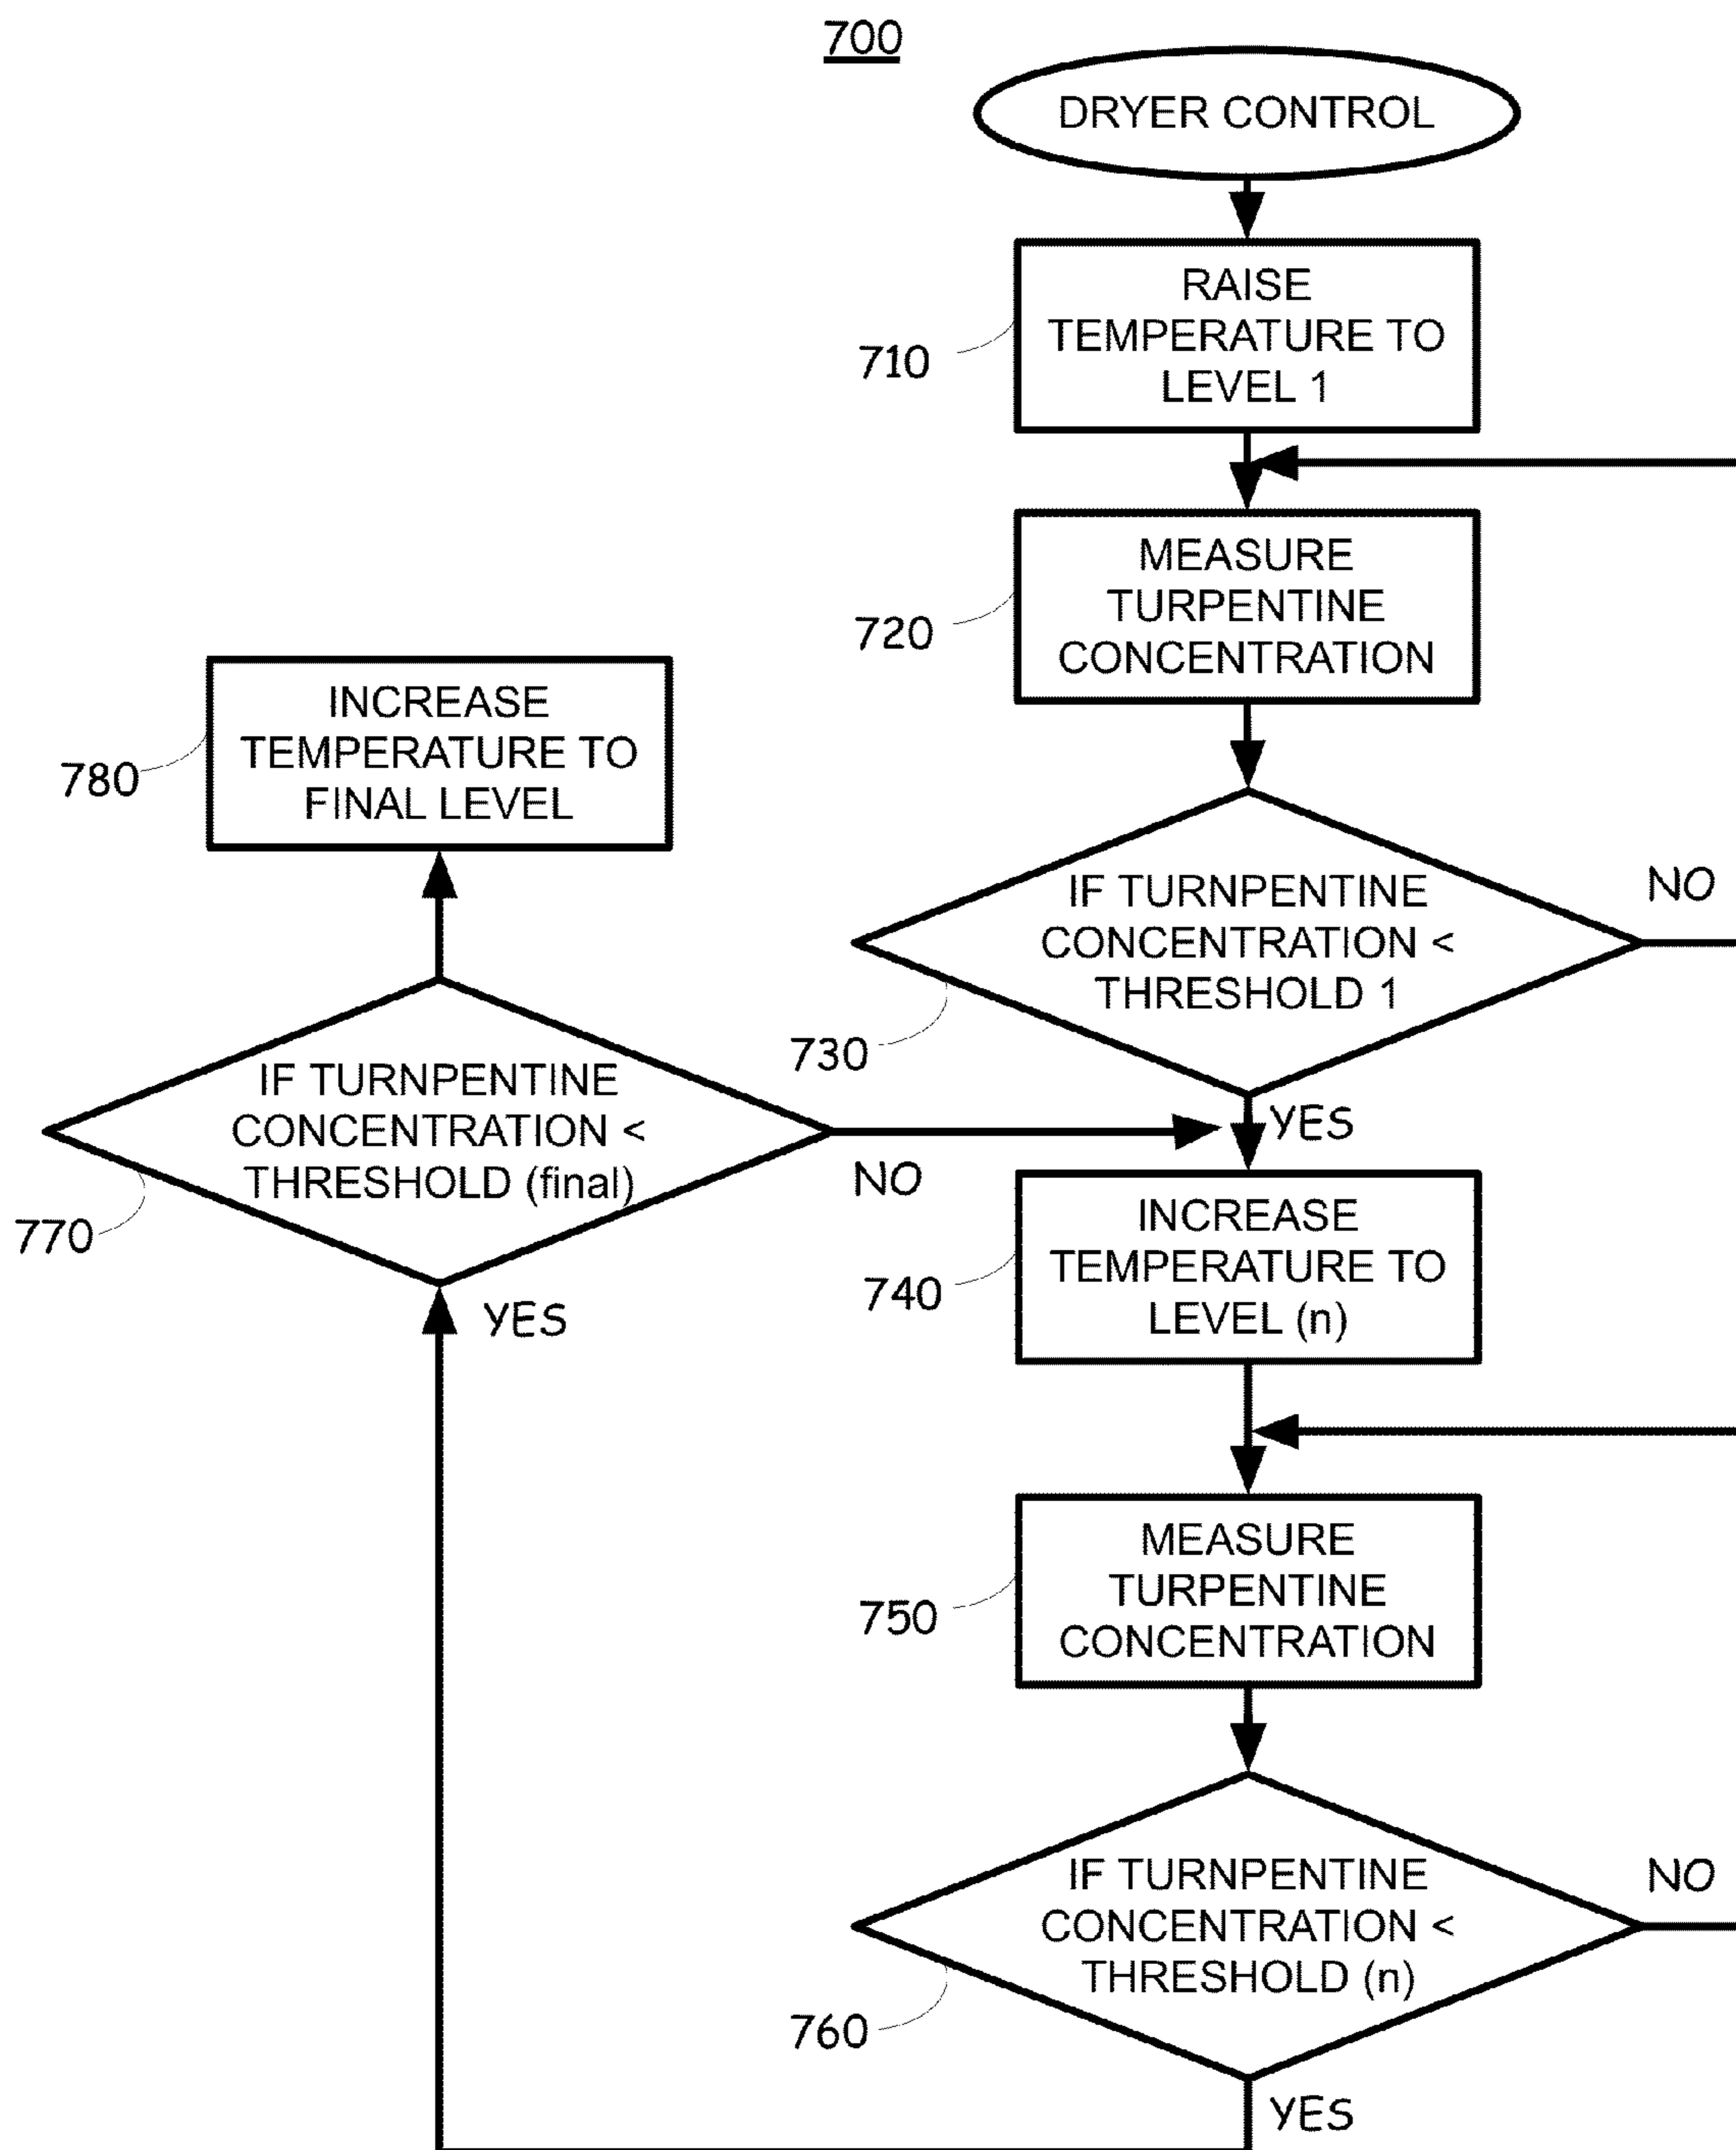 700
DRYER CONTROL
RAISE
TEMPERATURE TO
LEVEL 1
710
MEASURE
TURPENTINE
CONCENTRATION
720
IF TURNPENTINE
CONCENTRATION <
THRESHOLD 1
730
NO
YES
INCREASE
TEMPERATURE TO
LEVEL (n)
740
MEASURE
TURPENTINE
CONCENTRATION
750
IF TURNPENTINE
CONCENTRATION <
THRESHOLD (n)
760
NO
YES
IF TURNPENTINE
CONCENTRATION <
THRESHOLD (final)
770
YES
NO
INCREASE
TEMPERATURE TO
FINAL LEVEL
780